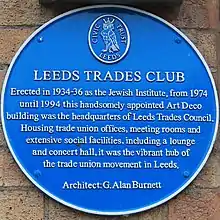 CIVIC TRUST
LEEDS
LEEDS TRADES CLUB
Erected in 1934-36 as the Jewish Institute, from 1974
until 1994 this handsomely appointed Art Deco
building was the headquarters of Leeds Trades Council.
Housing trade union offices, meeting rooms and
extensive social facilities, including a lounge
and concert hall, it was the vibrant hub of
the trade union movement in Leeds.
Architect: G. Alan Burnett